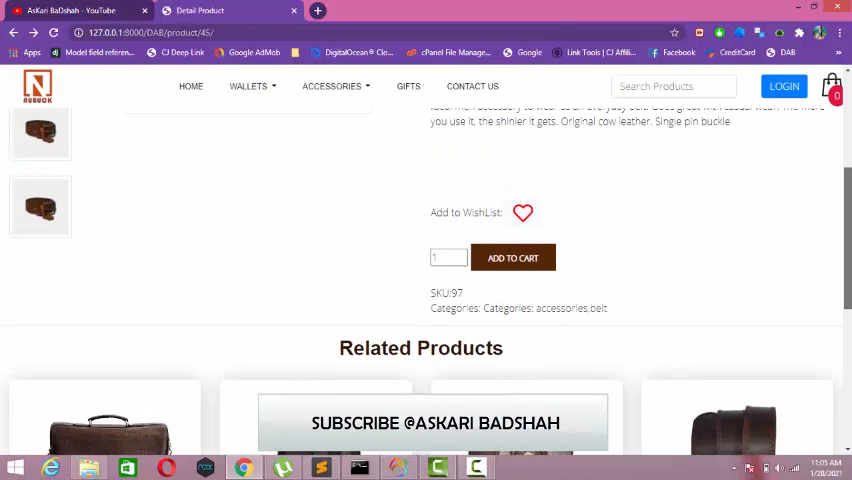 AsKari BaDshah - YouTube
Detail Product
127.0.0.1:8000/DAB/product/45/
Apps
Model field referen...
CJ Deep Link
Google AdMob
DigitalOcean® Clo...
cPanel File Manage...
Google
Link Tools | CJ Affili...
Facebook
CreditCard
DAB
NUBUCK
HOME
WALLETS
ACCESSORIES
GIFTS
CONTACT US
Search Products
LOGIN
0
you use it, the shinier it gets. Original cow leather. Single pin buckle
Add to WishList:
1
ADD TO CART
SKU:97
Categories: Categories: accessories,belt
Related Products
SUBSCRIBE @ASKARI BADSHAH
11:05 AM
1/28/2021